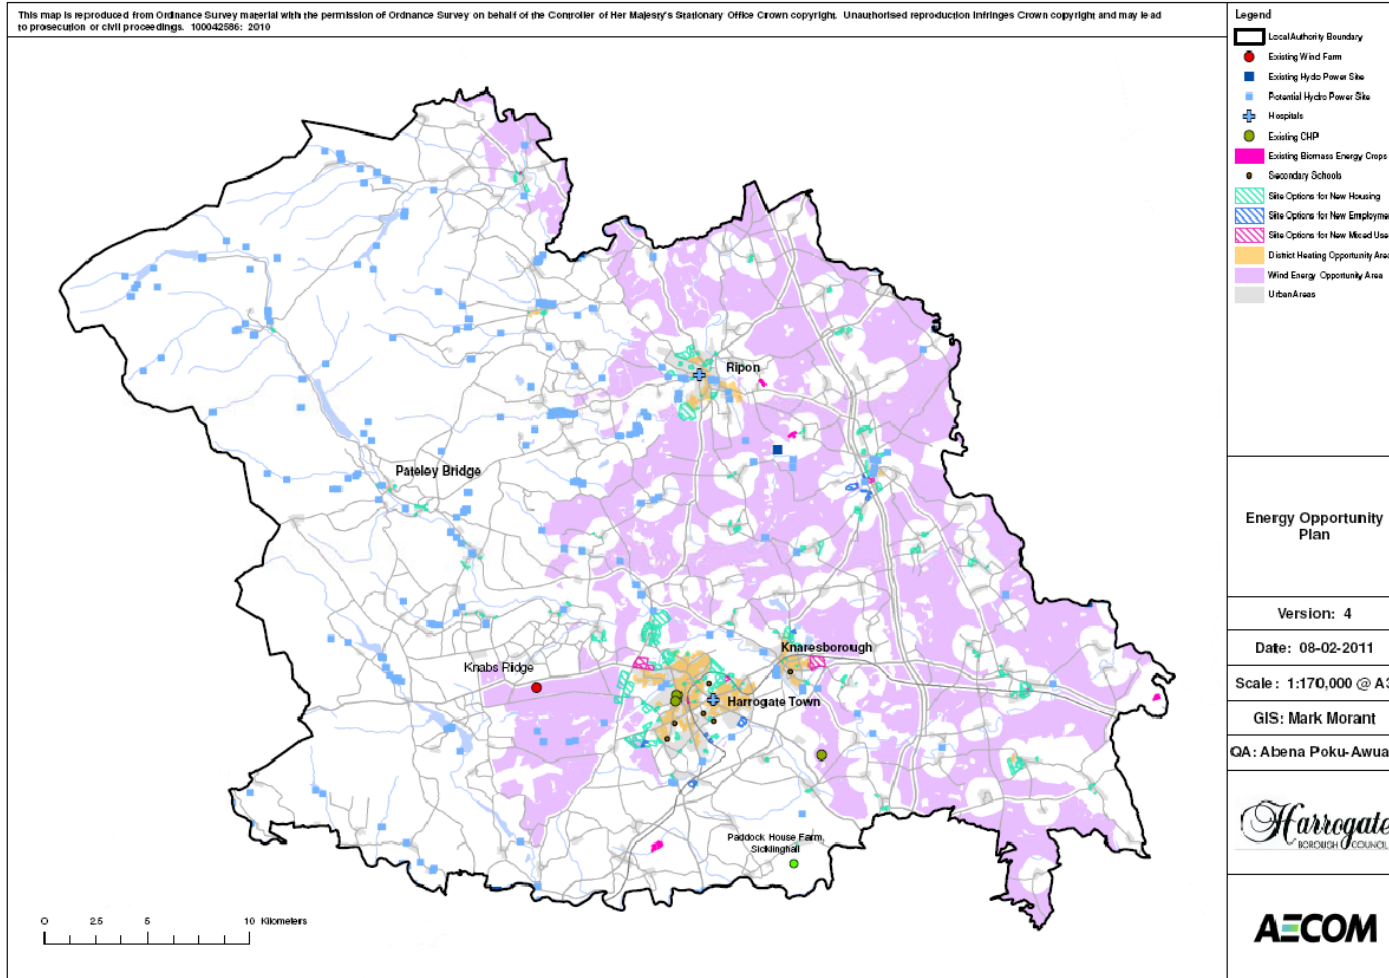 This map is reproduced from Ordnance Survey material with the permission of Ordnance Survey on behalf of the Controller of Her Majesty's Stationary Office Crown copyright. Unauthorised reproduction infringes Crown copyright and may lead
to prosecution or civil proceedings. 100042586: 2010
Legend
Local Authority Boundary
Existing Wind Farm
Existing Hydo Power Site
Potential Hydro Power Site
Hospitals
Existing CHP
Existing Biomass Energy Crops
Secondary Schools
Site Options for New Housing
Site Options for New Employme
Site Options for New Mixed Use
District Heating Opportunity Area
Wind Energy Opportunity Area
Urban Areas
Ripon
Pateley Bridge
Knaresborough
Knabs Ridge
Harrogate Town
Paddock House Farm,
Sicklinghall
0 2.5 5 10 Kilometers
Energy Opportunity
Plan
Version: 4
Date: 08-02-2011
Scale: 1:170,000 @ A3
GIS: Mark Morant
QA: Abena Poku-Awua
Harrogate
BOROUGH COUNCIL
AECOM